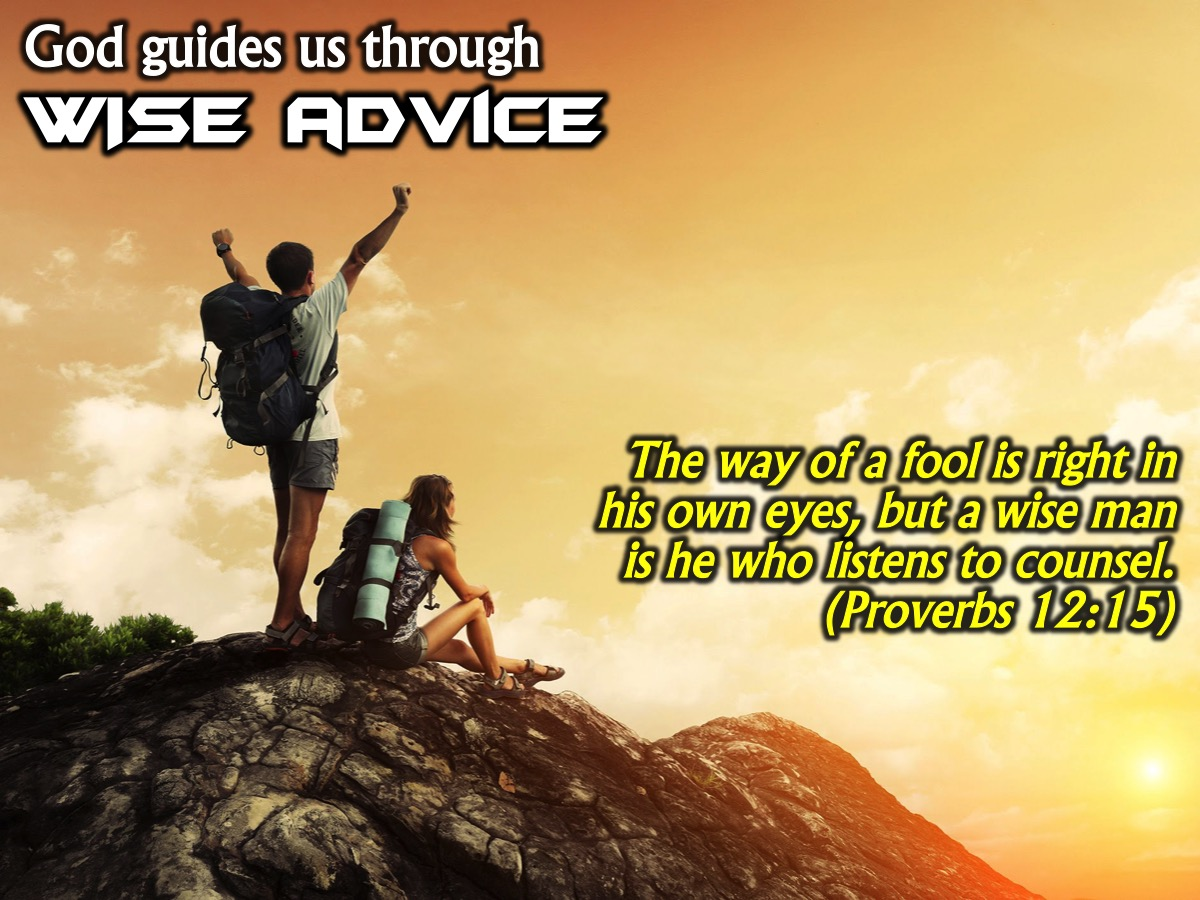 God guides us through
WISE ADVICE
The way of a fool is right in
his own eyes, but a wise man
is he who listens to counsel.
(Proverbs 12:15)